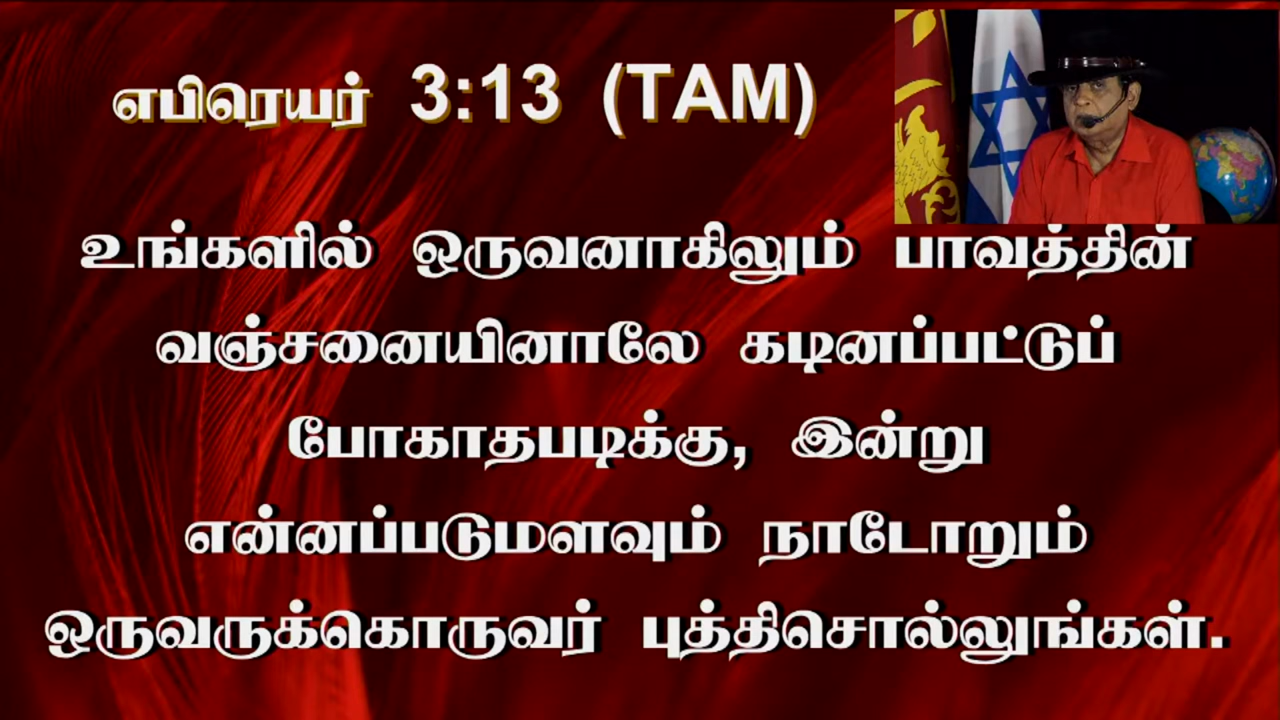 எபிரெயர் 3:13 (TAM)
உங்களில் ஒருவனாகிலும் பாவத்தின்
வஞ்சனையினாலே கடினப்பட்டுப்
போகாதபடிக்கு, இன்று
என்னப்படுமளவும் நாடோறும்
ஒருவருக்கொருவர் புத்திசொல்லுங்கள்.